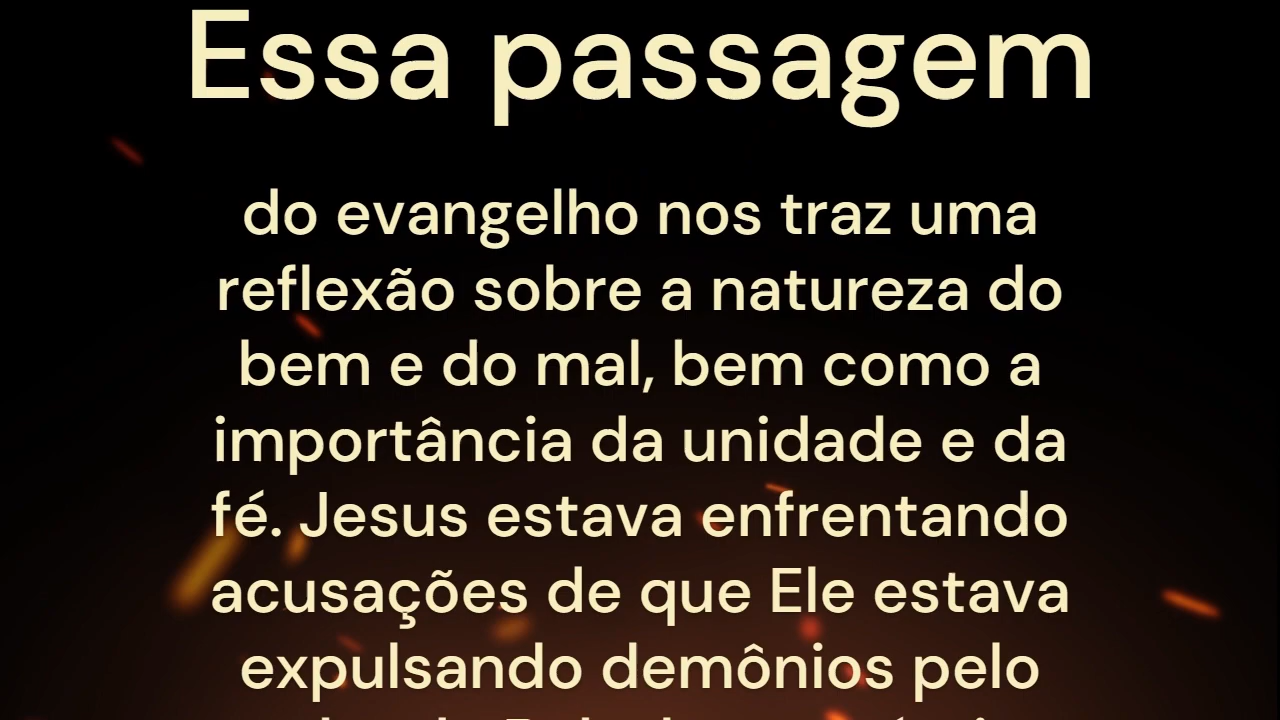 Essa passagem
do evangelho nos traz uma
reflexão sobre a natureza do
bem e do mal, bem como a
importância da unidade e da
fé. Jesus estava enfrentando
acusações de que Ele estava
expulsando demônios pelo